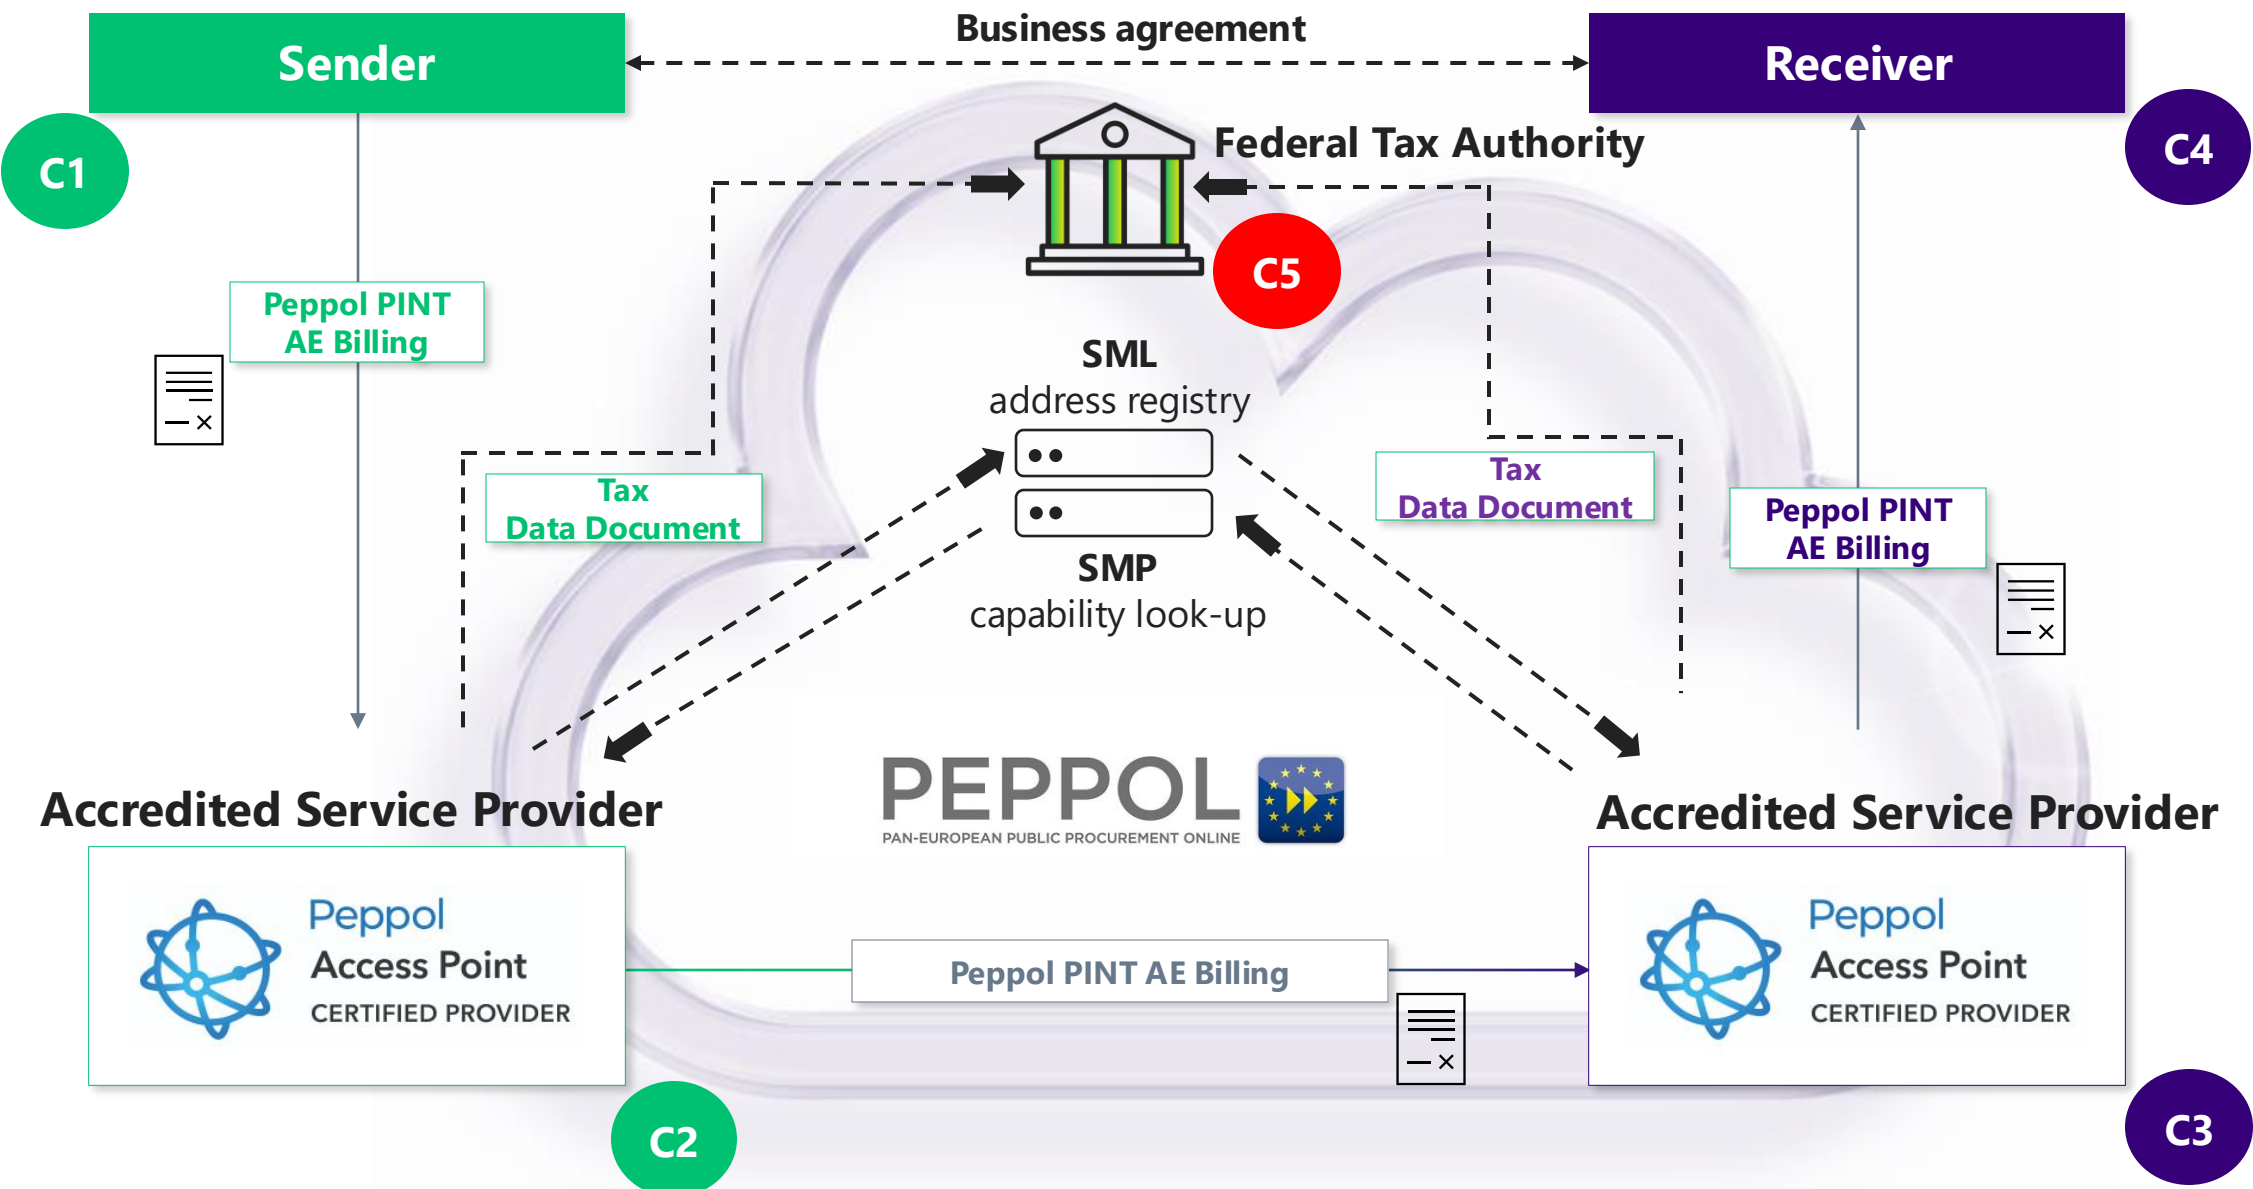 Business agreement
Sender
Receiver
C1
C4
Federal Tax Authority
C5
Peppol PINT
AE Billing
SML
address registry
Tax
Data Document
Tax
Data Document
Peppol PINT
AE Billing
SMP
capability look-up
PEPPOL
PAN-EUROPEAN PUBLIC PROCUREMENT ONLINE
Accredited Service Provider
Accredited Service Provider
Peppol
Access Point
CERTIFIED PROVIDER
Peppol PINT AE Billing
Peppol
Access Point
CERTIFIED PROVIDER
C2
C3